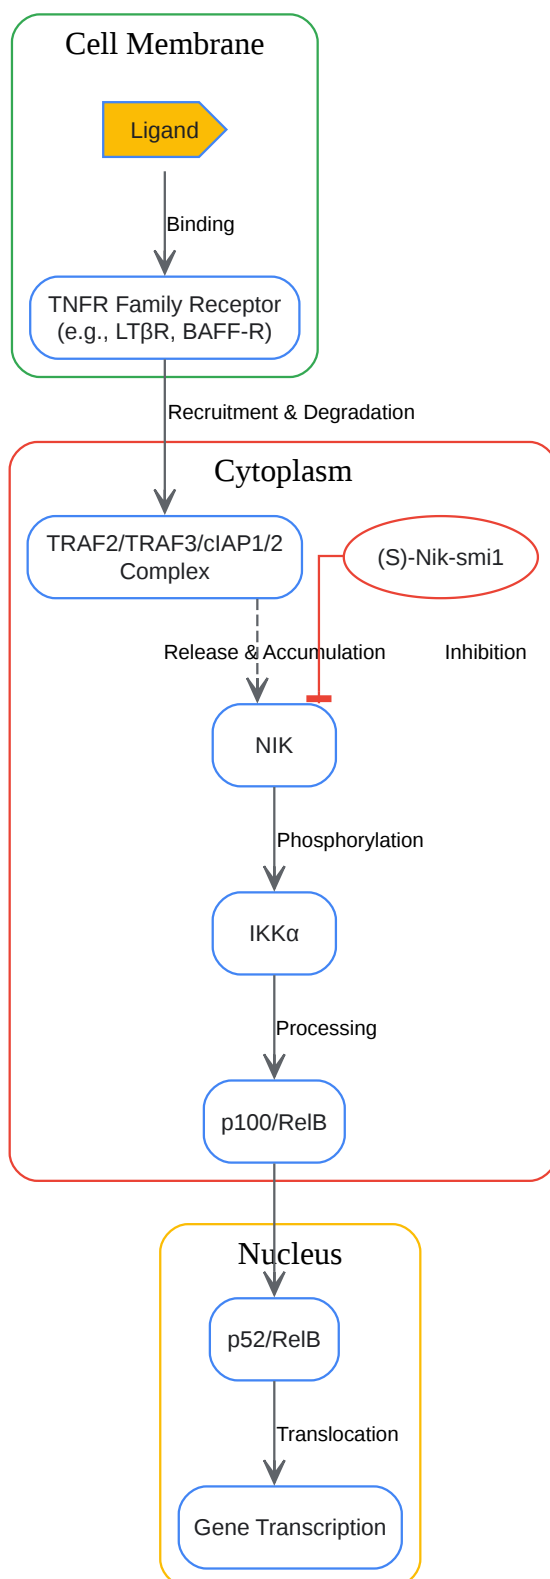 Cell Membrane
Ligand
Binding
TNFR Family Receptor
(e.g., LTβR, BAFF-R)
Recruitment & Degradation
Cytoplasm
TRAF2/TRAF3/cIAP1/2
Complex
(S)-Nik-smi1
Release & Accumulation
Inhibition
NIK
Phosphorylation
IKKα
Processing
p100/RelB
Nucleus
p52/RelB
Translocation
Gene Transcription